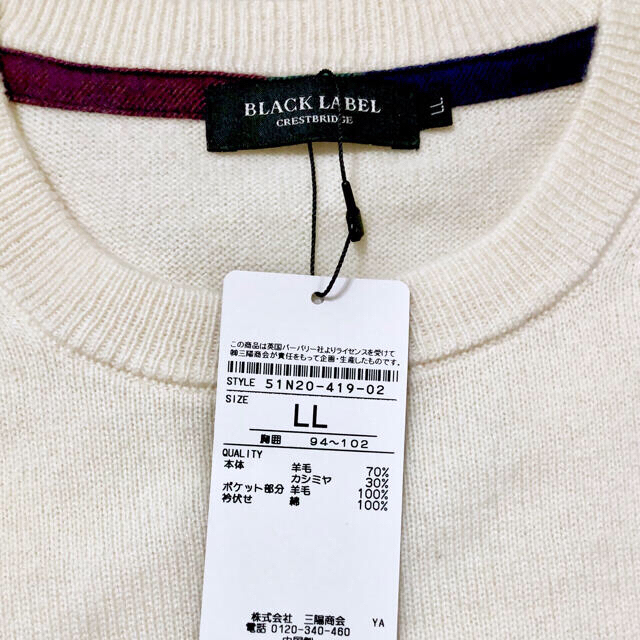 BLACK LABEL
CRESTBRIDGE
LL
この商品は英国バーバリー社よりライセンスを受けて
㈱三陽商会が責任をもって企画・生産したものです。
STYLE 51N20-419-02
SIZE
LL
胸囲 94～102
QUALITY
本体 羊毛 70%
カシミヤ 30%
ポケット部分 羊毛 100%
衿伏せ 綿 100%
株式会社 三陽商会 YA
電話 0120-340-460